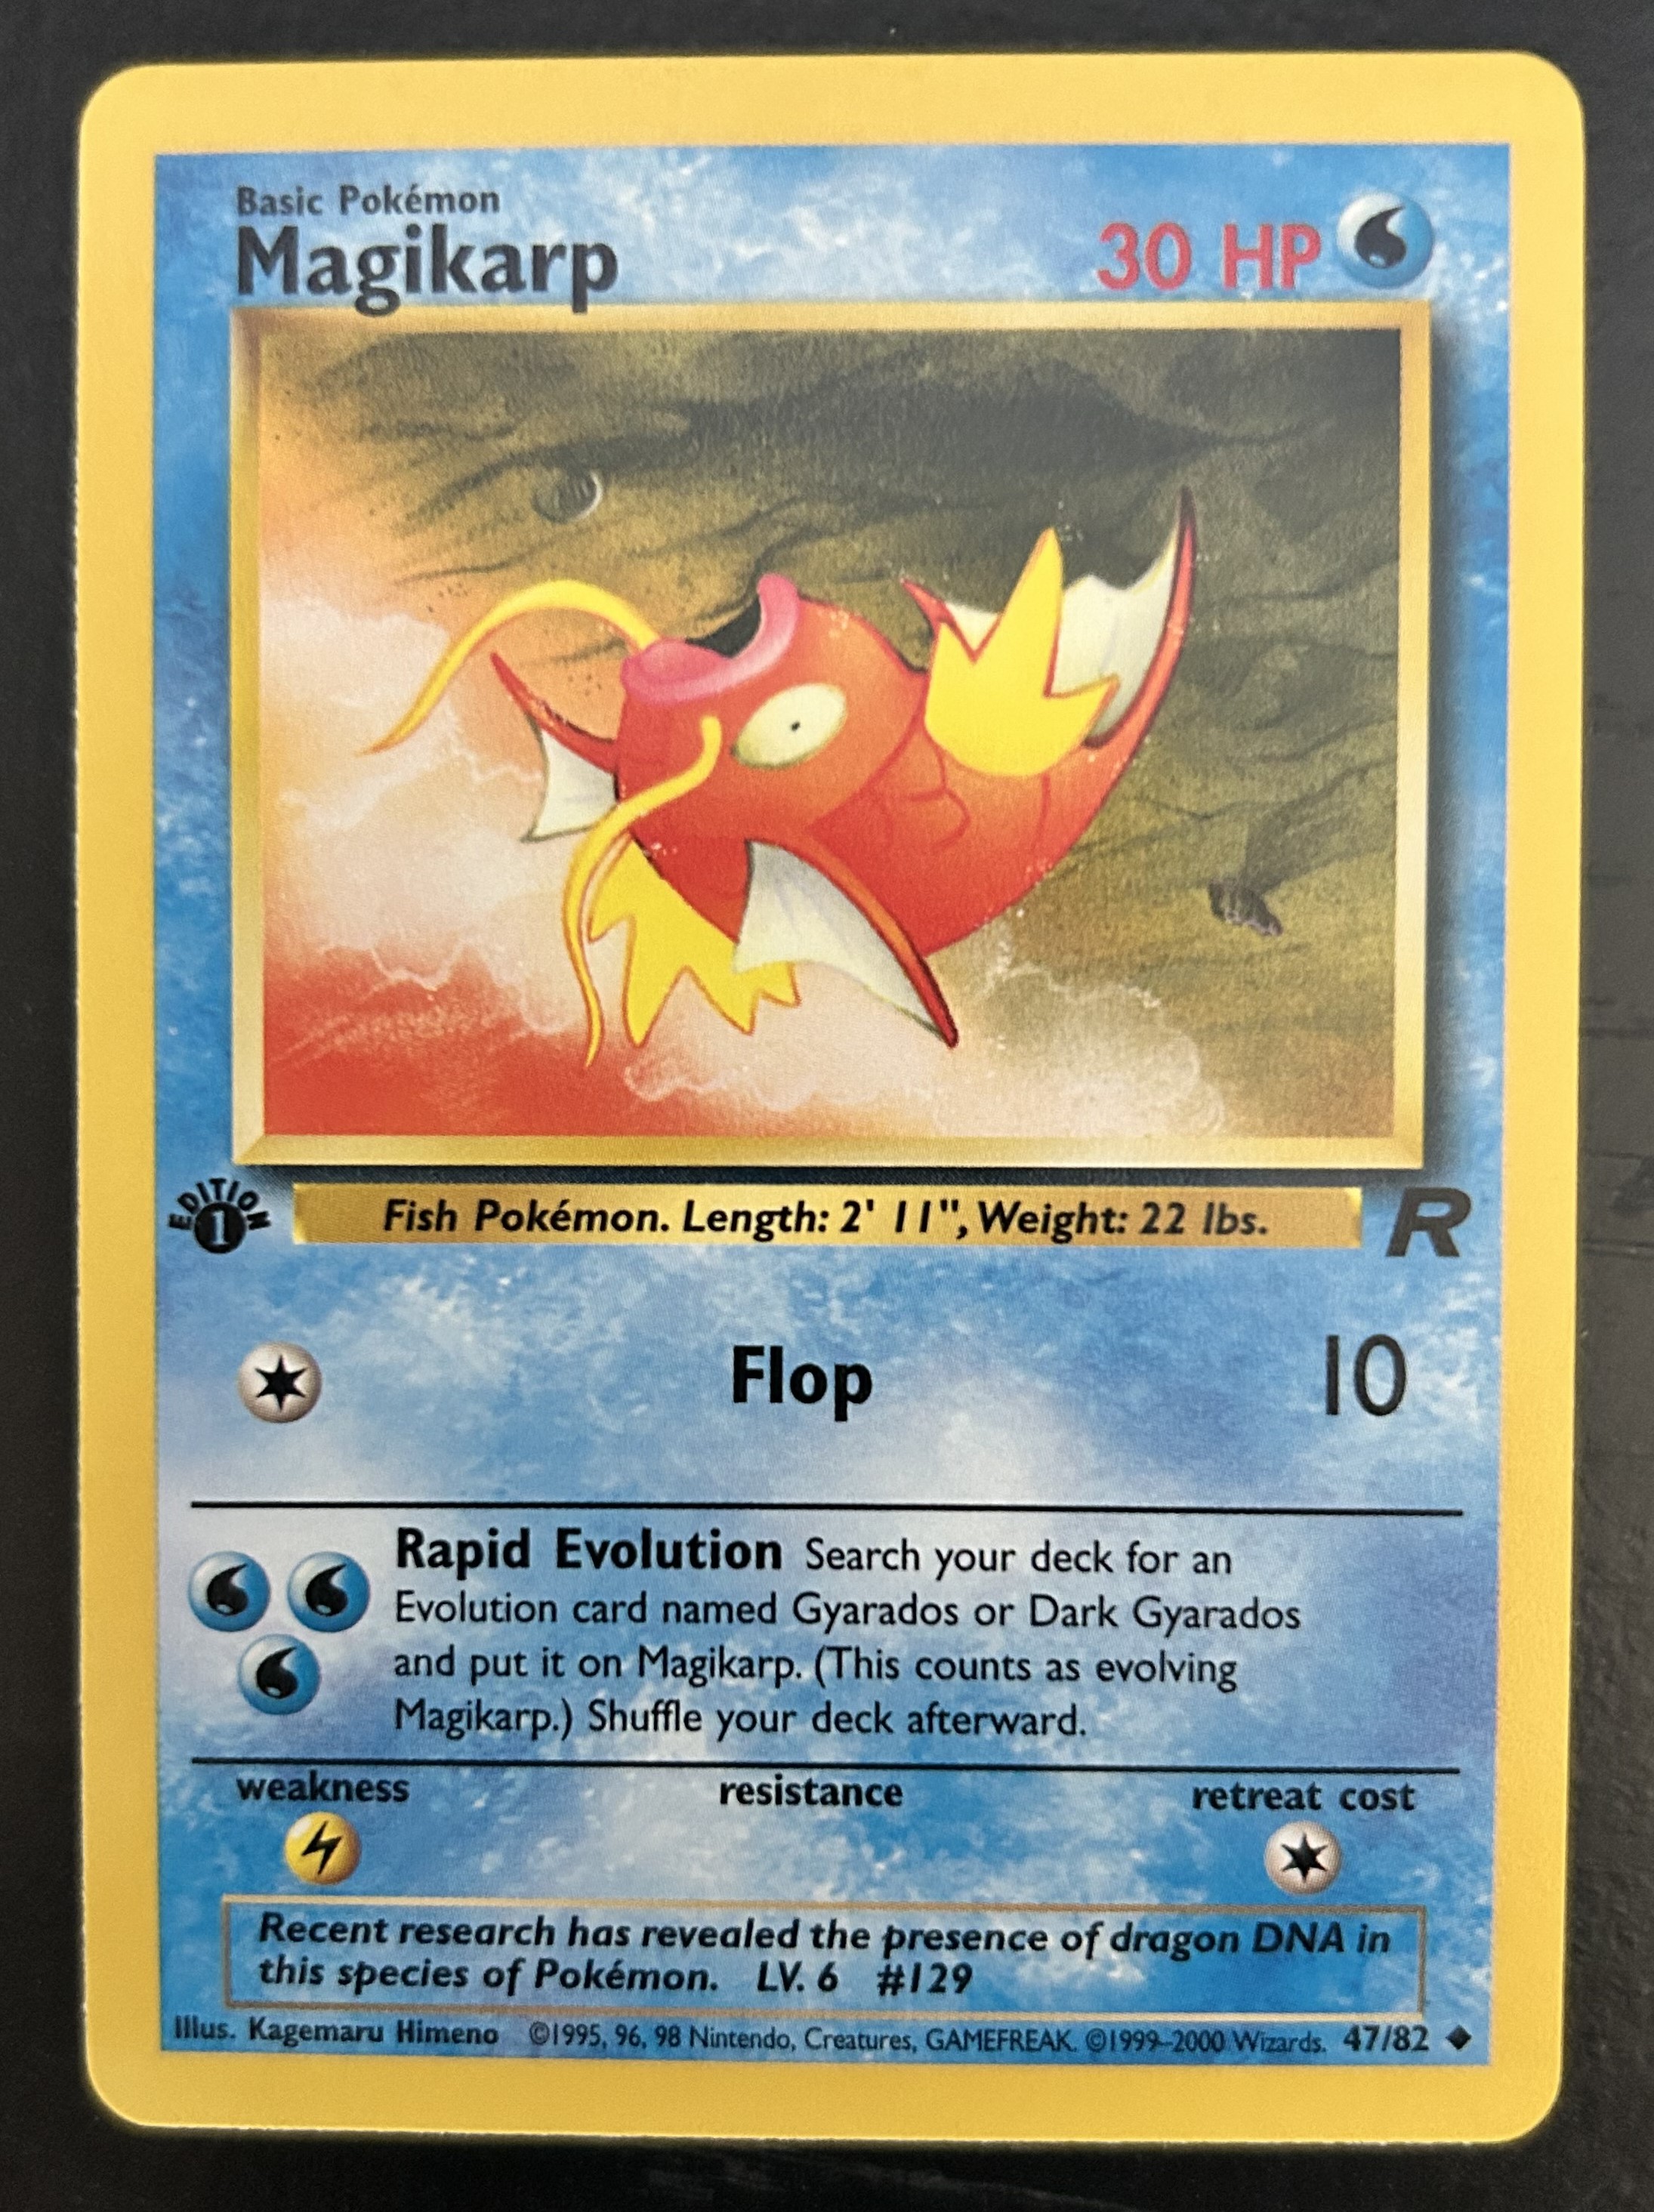 Basic Pokémon
Magikarp
30 HP
EDITION
1
Fish Pokémon. Length: 2' 11", Weight: 22 lbs.
R
Flop 10
Rapid Evolution Search your deck for an
Evolution card named Gyarados or Dark Gyarados
and put it on Magikarp. (This counts as evolving
Magikarp.) Shuffle your deck afterward.
weakness resistance retreat cost
Recent research has revealed the presence of dragon DNA in
this species of Pokémon. LV. 6 #129
Illus. Kagemaru Himeno ©1995, 96, 98 Nintendo, Creatures, GAMEFREAK. ©1999-2000 Wizards. 47/82